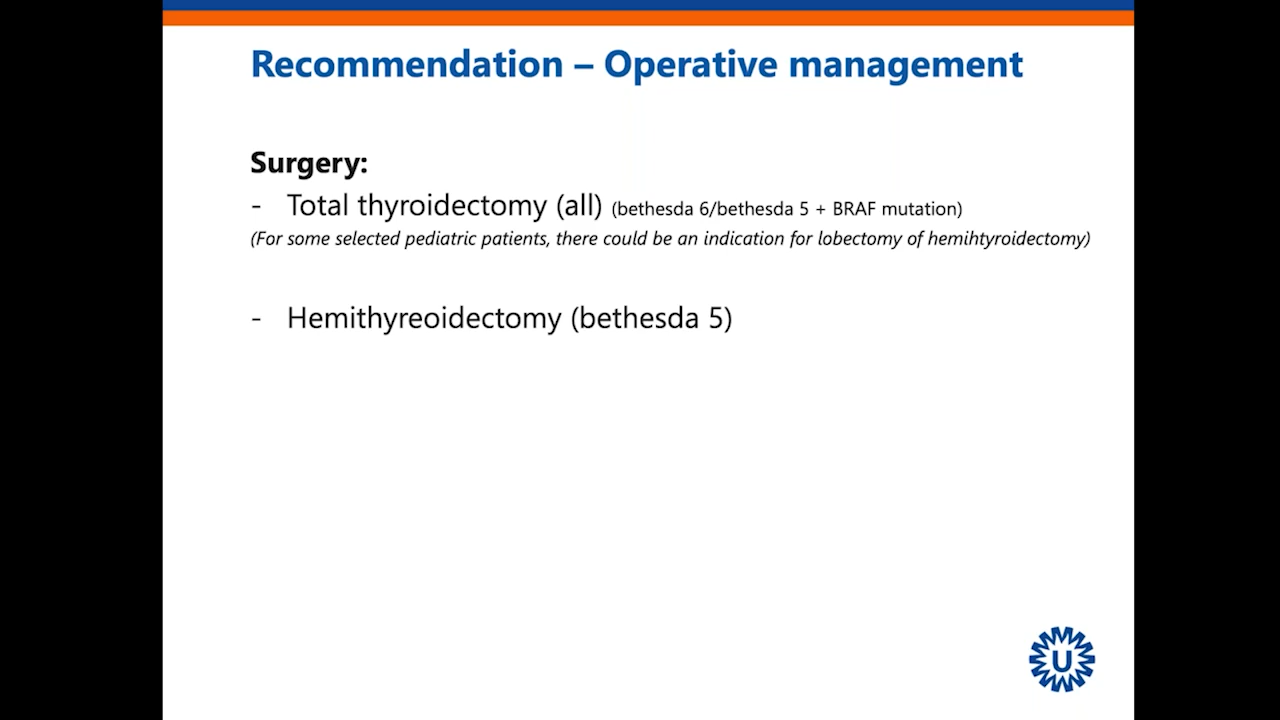 Recommendation – Operative management
Surgery:
- Total thyroidectomy (all) (bethesda 6/bethesda 5 + BRAF mutation)
(For some selected pediatric patients, there could be an indication for lobectomy of hemihtyroidectomy)
- Hemithyreoidectomy (bethesda 5)
U